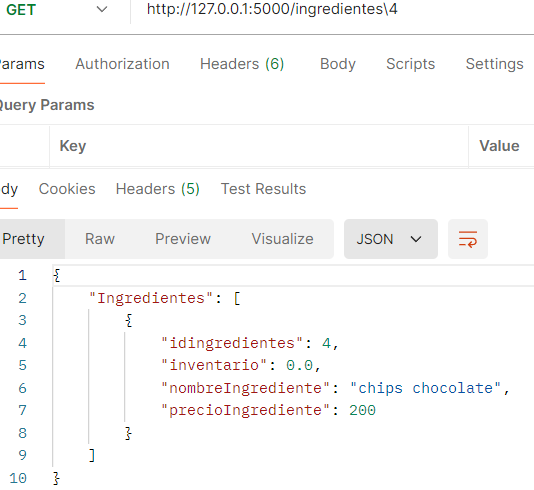 GET http://127.0.0.1:5000/ingredientes\4
arams Authorization Headers (6) Body Scripts Settings
Query Params
Key Value
dy Cookies Headers (5) Test Results
Pretty Raw Preview Visualize JSON
1 {
2 "Ingredientes": [
3 {
4 "idingredientes": 4,
5 "inventario": 0.0,
6 "nombreIngrediente": "chips chocolate",
7 "precioIngrediente": 200
8 }
9 ]
10 }